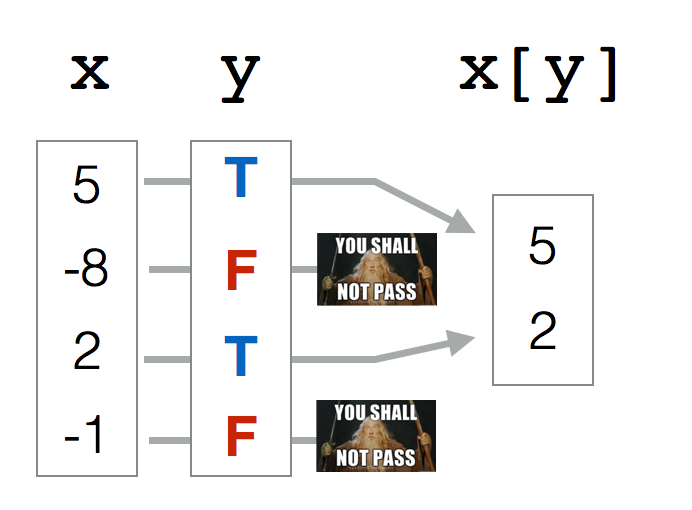 x y x[y]
5 T
-8 F
2 T
-1 F
YOU SHALL
NOT PASS
YOU SHALL
NOT PASS
5
2